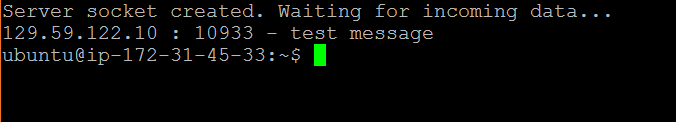 Server socket created. Waiting for incoming data...
129.59.122.10 : 10933 - test message
ubuntu@ip-172-31-45-33:~$